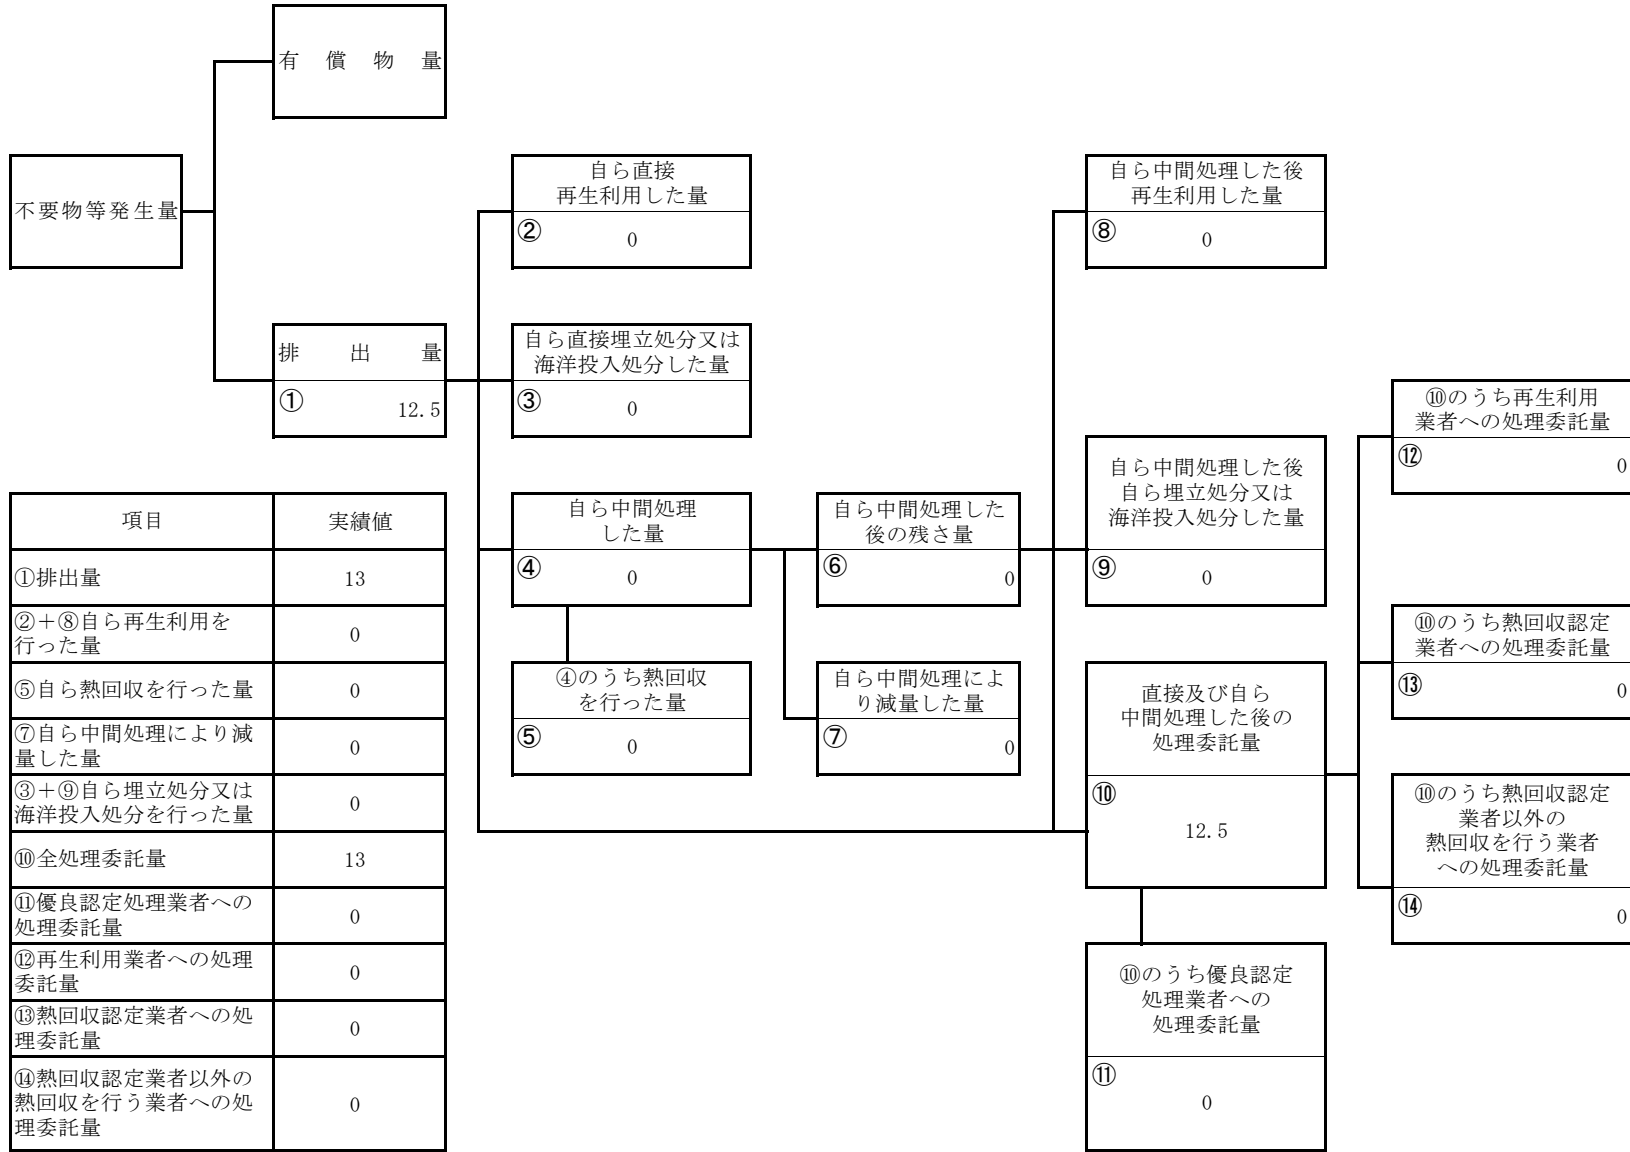 有償物量
不要物等発生量
排出量
①
12.5
自ら直接
再生利用した量
②
0
自ら直接埋立処分又は
海洋投入処分した量
③
0
自ら中間処理
した量
④
0
④のうち熱回収
を行った量
⑤
0
自ら中間処理した
後の残さ量
⑥
0
自ら中間処理によ
り減量した量
⑦
0
自ら中間処理した後
再生利用した量
⑧
0
自ら中間処理した後
自ら埋立処分又は
海洋投入処分した量
⑨
0
直接及び自ら
中間処理した後の
処理委託量
⑩
12.5
⑩のうち優良認定
処理業者への
処理委託量
⑪
0
⑩のうち再生利用
業者への処理委託量
⑫
0
⑩のうち熱回収認定
業者への処理委託量
⑬
0
⑩のうち熱回収認定
業者以外の
熱回収を行う業者
への処理委託量
⑭
0
項目
実績値
①排出量
13
②＋⑧自ら再生利用を
行った量
0
⑤自ら熱回収を行った量
0
⑦自ら中間処理により減
量した量
0
③＋⑨自ら埋立処分又は
海洋投入処分を行った量
0
⑩全処理委託量
13
⑪優良認定処理業者への
処理委託量
0
⑫再生利用業者への処理
委託量
0
⑬熱回収認定業者への処
理委託量
0
⑭熱回収認定業者以外の
熱回収を行う業者への処
理委託量
0